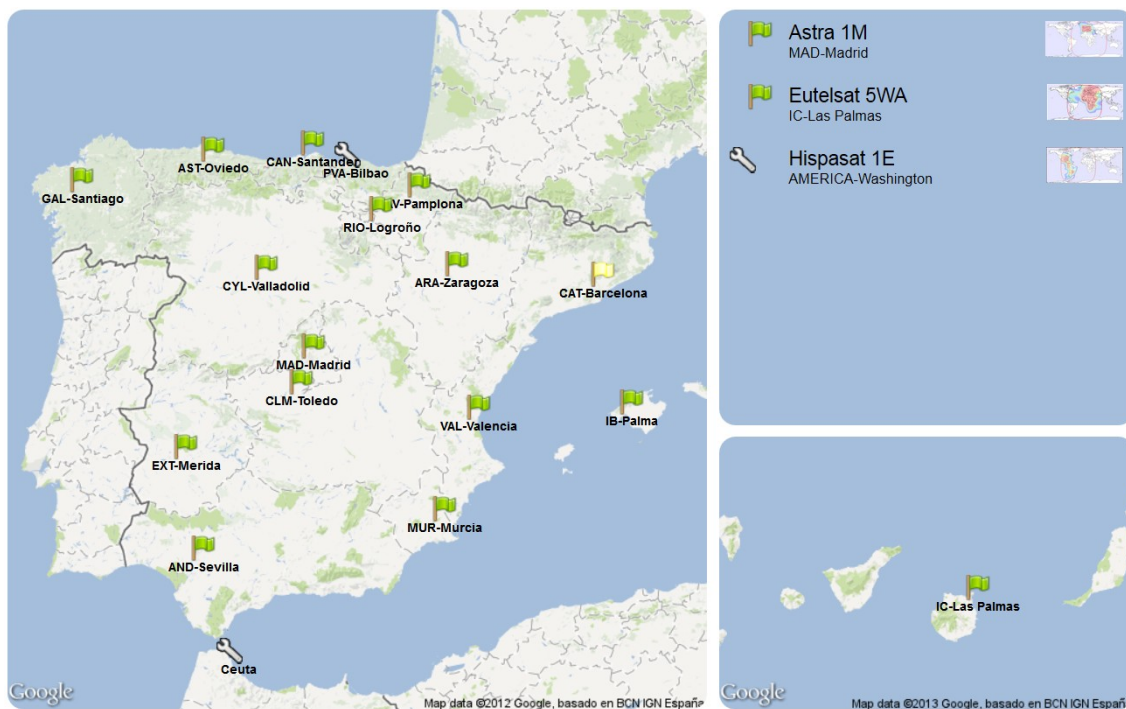 AST-Oviedo
CAN-Santander
PVA-Bilbao
GAL-Santiago
V-Pamplona
RIO-Logroño
CYL-Valladolid
ARA-Zaragoza
CAT-Barcelona
MAD-Madrid
CLM-Toledo
VAL-Valencia
IB-Palma
EXT-Merida
MUR-Murcia
AND-Sevilla
Ceuta
Google
Map data ©2012 Google, basado en BCN IGN España
Astra 1M
MAD-Madrid
Eutelsat 5WA
IC-Las Palmas
Hispasat 1E
AMERICA-Washington
IC-Las Palmas
Google
Map data ©2013 Google, basado en BCN IGN España